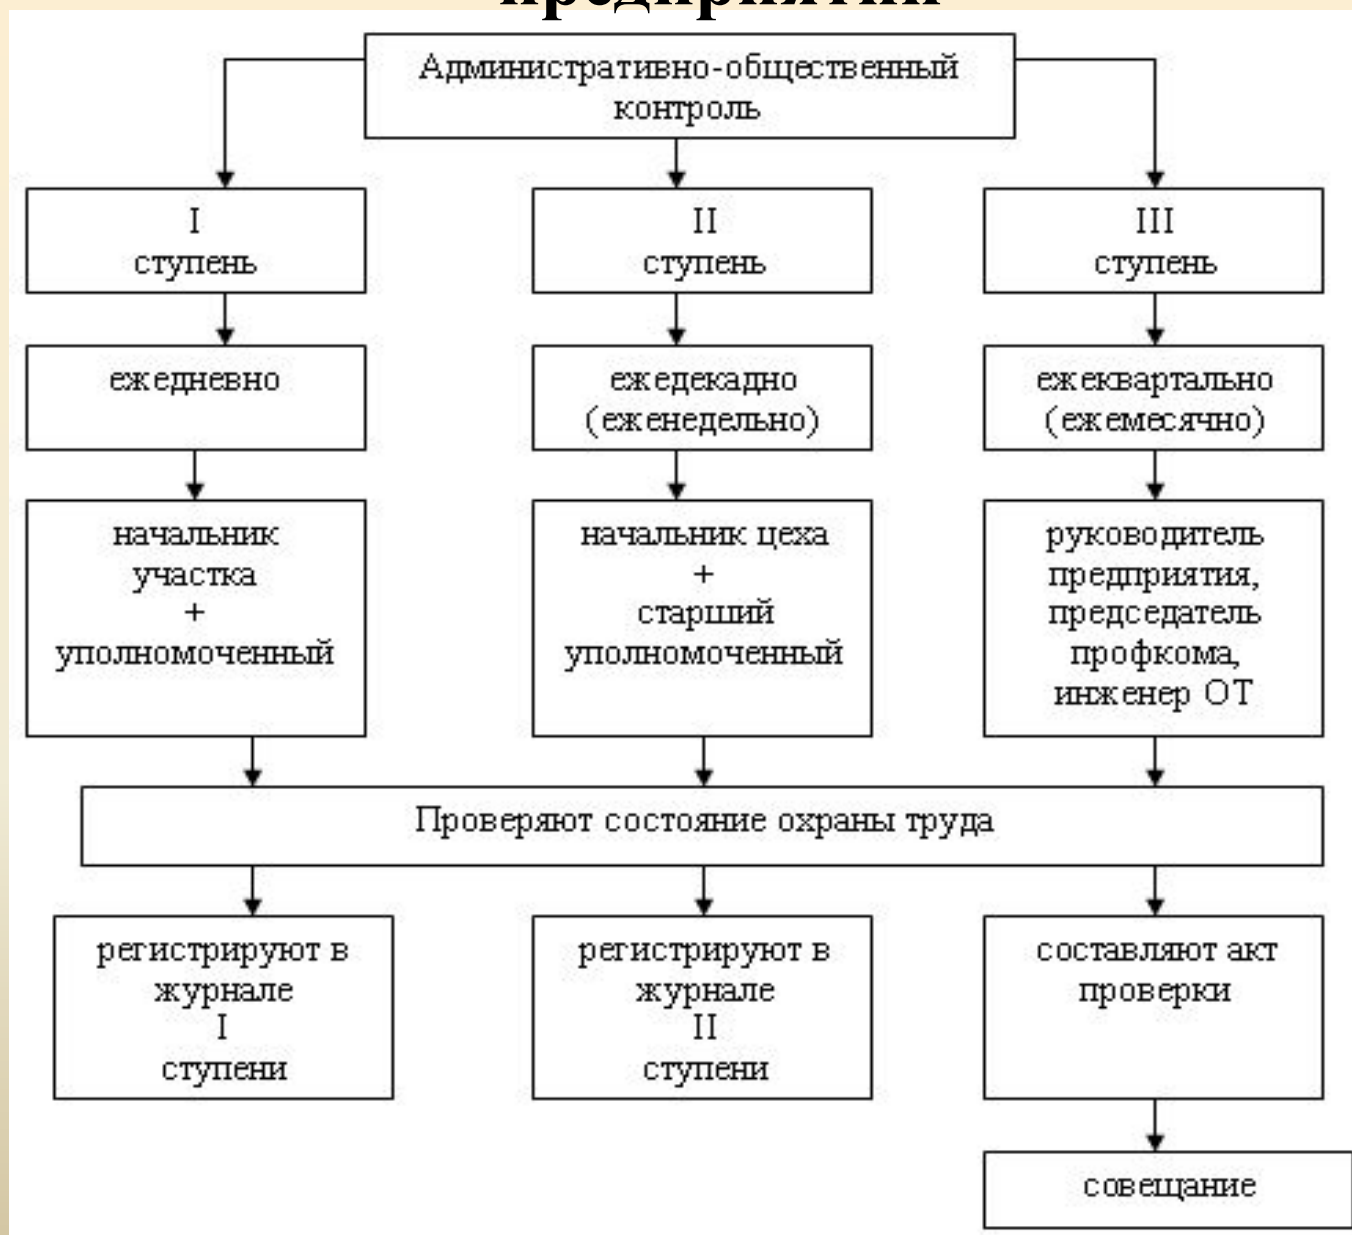 Административно-общественный
контроль
I
ступень
II
ступень
III
ступень
ежедневно
ежедекадно
(еженедельно)
ежеквартально
(ежемесячно)
начальник
участка
+
уполномоченный
начальник цеха
+
старший
уполномоченный
руководитель
предприятия,
председатель
профкома,
инженер ОТ
Проверяют состояние охраны труда
регистрируют в
журнале
I
ступени
регистрируют в
журнале
II
ступени
составляют акт
проверки
совещание